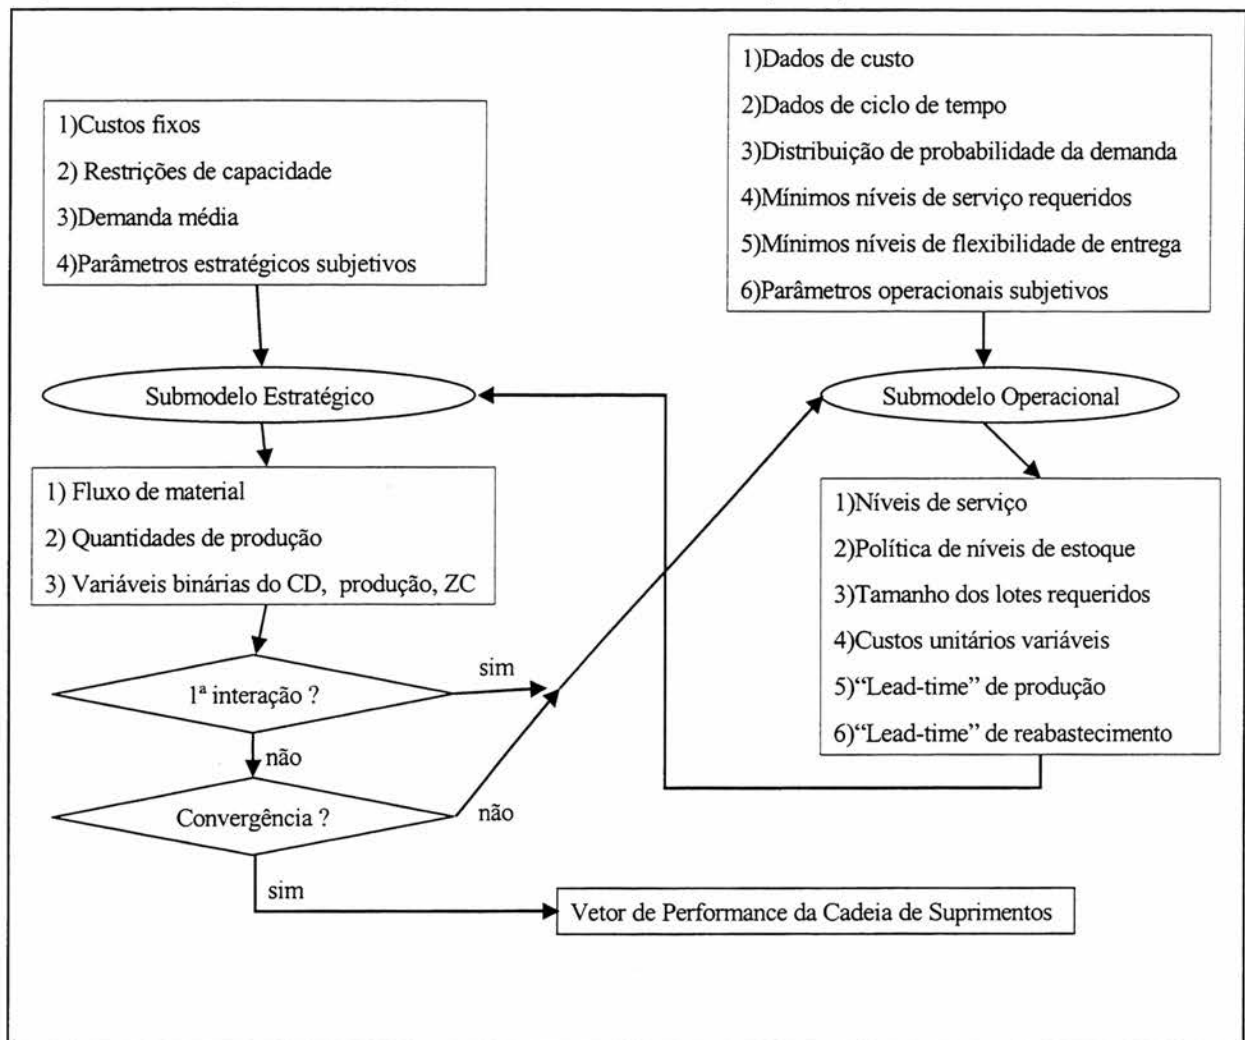 1)Custos fixos
2) Restrições de capacidade
3)Demanda média
4)Parâmetros estratégicos subjetivos
1)Dados de custo
2)Dados de ciclo de tempo
3)Distribuição de probabilidade da demanda
4)Mínimos níveis de serviço requeridos
5)Mínimos níveis de flexibilidade de entrega
6)Parâmetros operacionais subjetivos
Submodelo Estratégico
Submodelo Operacional
1) Fluxo de material
2) Quantidades de produção
3) Variáveis binárias do CD, produção, ZC
1)Níveis de serviço
2)Política de níveis de estoque
3)Tamanho dos lotes requeridos
4)Custos unitários variáveis
5)“Lead-time” de produção
6)“Lead-time” de reabastecimento
1ª interação ?
sim
não
Convergência ?
não
sim
Vetor de Performance da Cadeia de Suprimentos